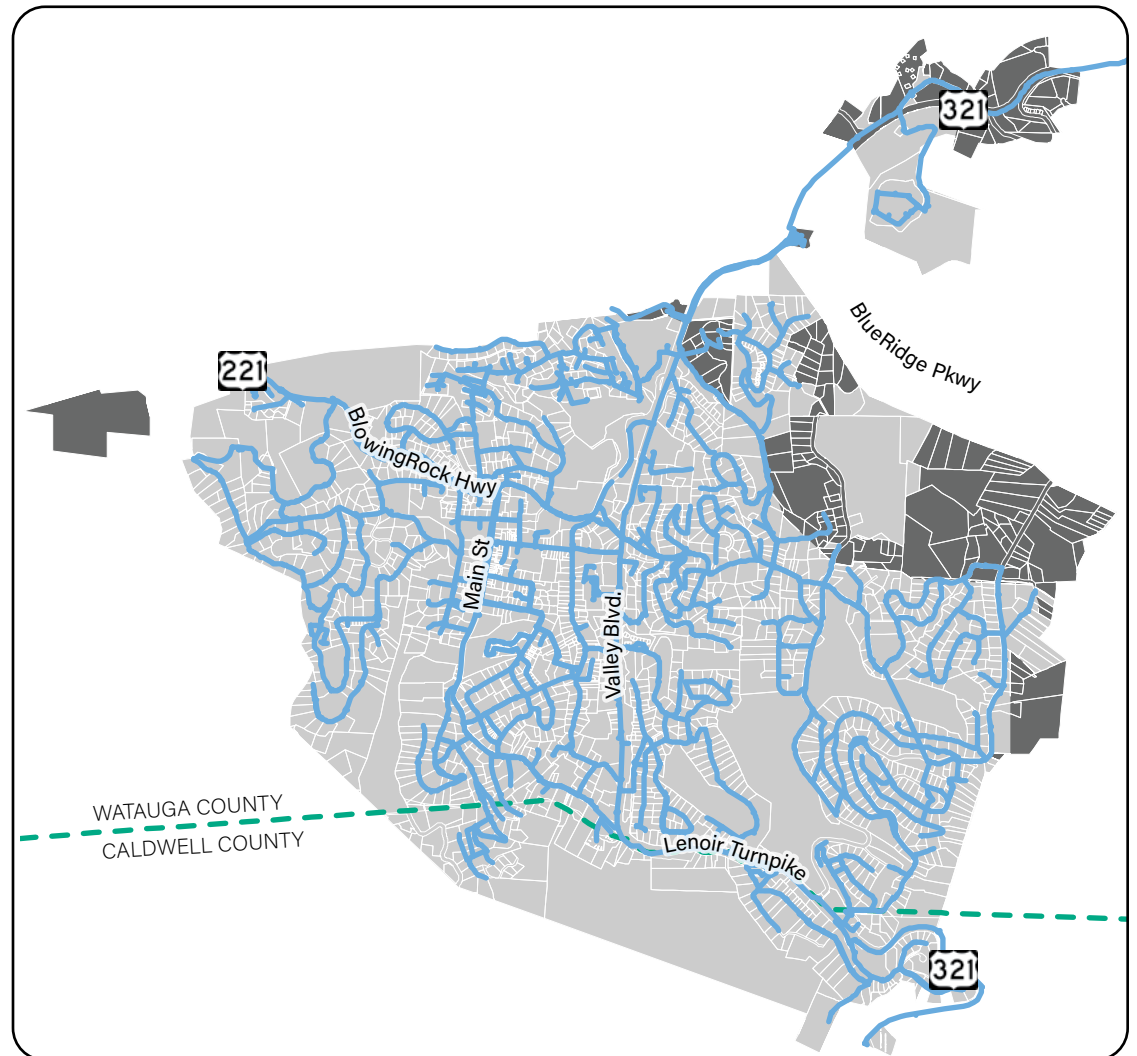 321
BlueRidge Pkwy
221
BlowingRock Hwy
Main St
Valley Blvd.
WATAUGA COUNTY
CALDWELL COUNTY
Lenoir Turnpike
321